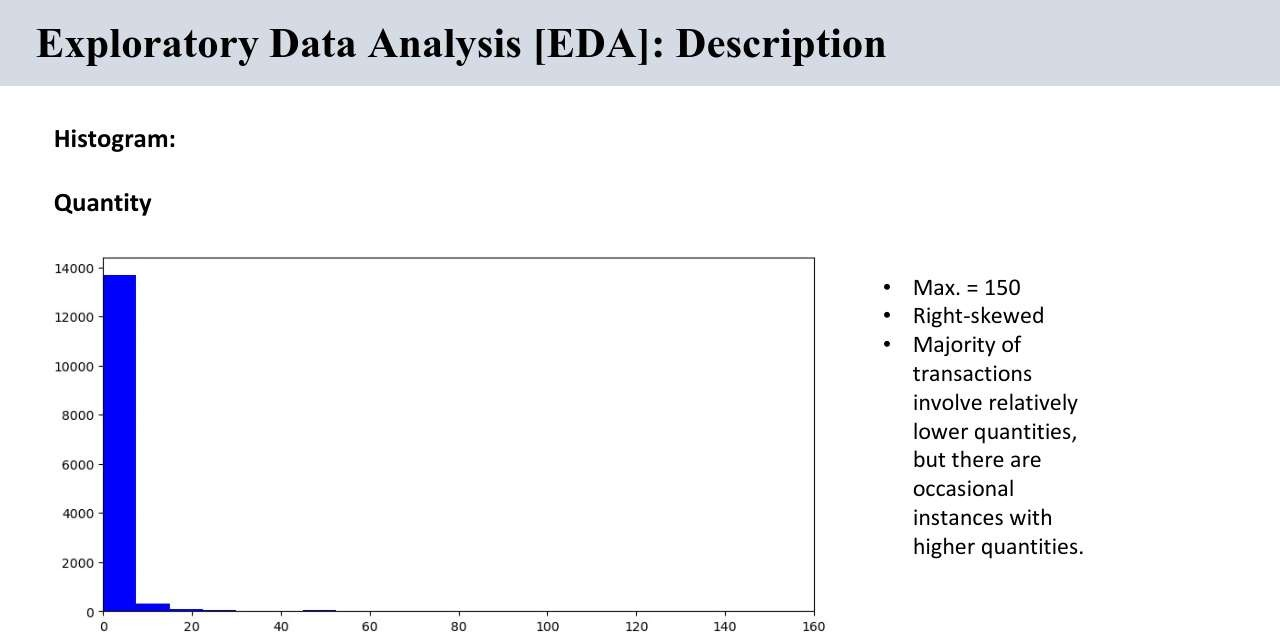 Exploratory Data Analysis [EDA]: Description
Histogram:
Quantity
14000
12000
10000
8000
6000
4000
2000
0
0 20 40 60 80 100 120 140 160
• Max. = 150
• Right-skewed
• Majority of
transactions
involve relatively
lower quantities,
but there are
occasional
instances with
higher quantities.